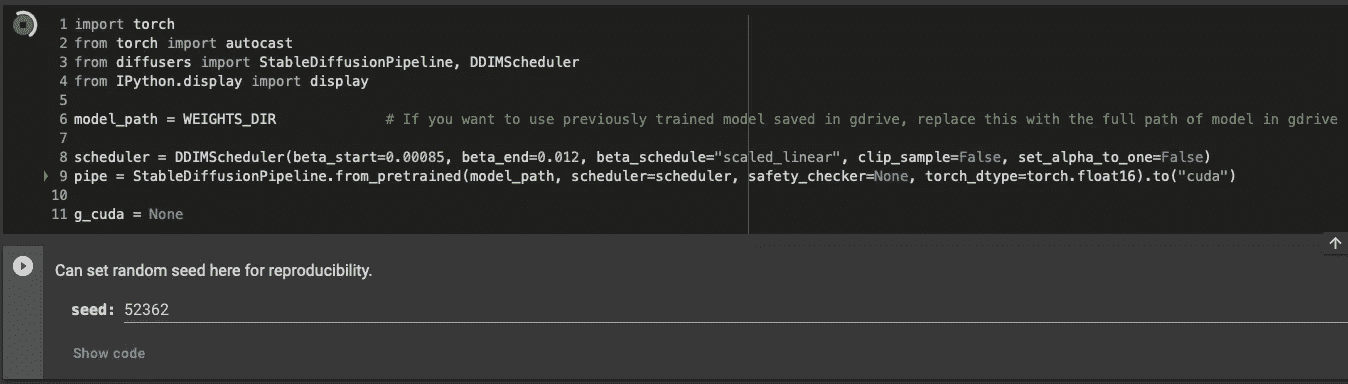 1 import torch
2 from torch import autocast
3 from diffusers import StableDiffusionPipeline, DDIMScheduler
4 from IPython.display import display
5
6 model_path = WEIGHTS_DIR # If you want to use previously trained model saved in gdrive, replace this with the full path of model in gdrive
7
8 scheduler = DDIMScheduler(beta_start=0.00085, beta_end=0.012, beta_schedule="scaled_linear", clip_sample=False, set_alpha_to_one=False)
9 pipe = StableDiffusionPipeline.from_pretrained(model_path, scheduler=scheduler, safety_checker=None, torch_dtype=torch.float16).to("cuda")
10
11 g_cuda = None
Can set random seed here for reproducibility.
seed: 52362
Show code